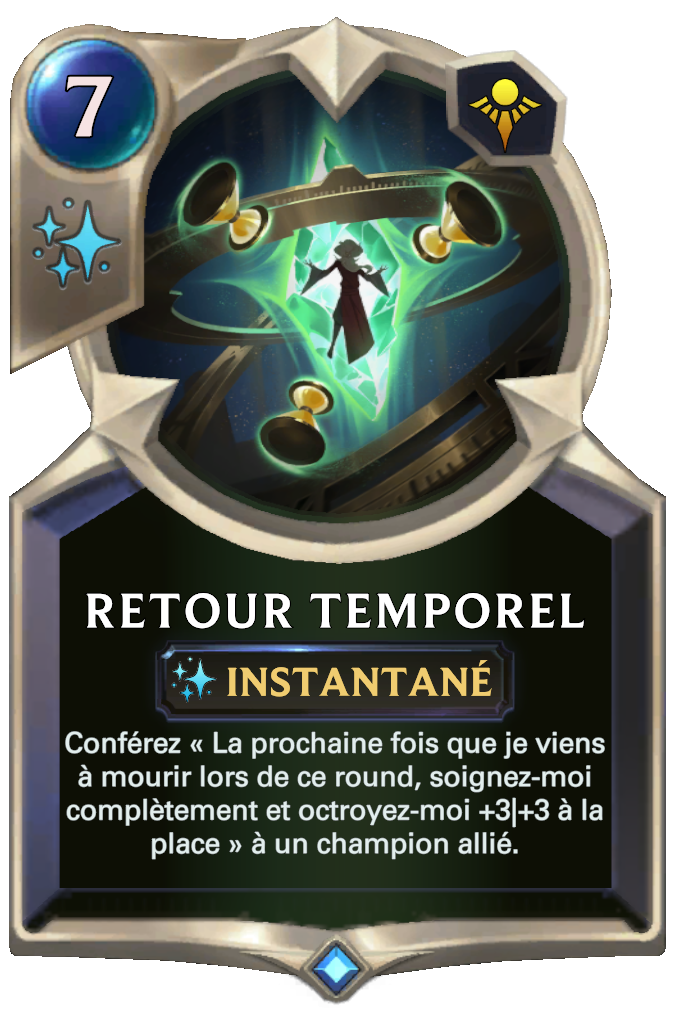 7
RETOUR TEMPOREL
INSTANTANÉ
Conférez « La prochaine fois que je viens
à mourir lors de ce round, soignez-moi
complètement et octroyez-moi +3|+3 à la
place » à un champion allié.